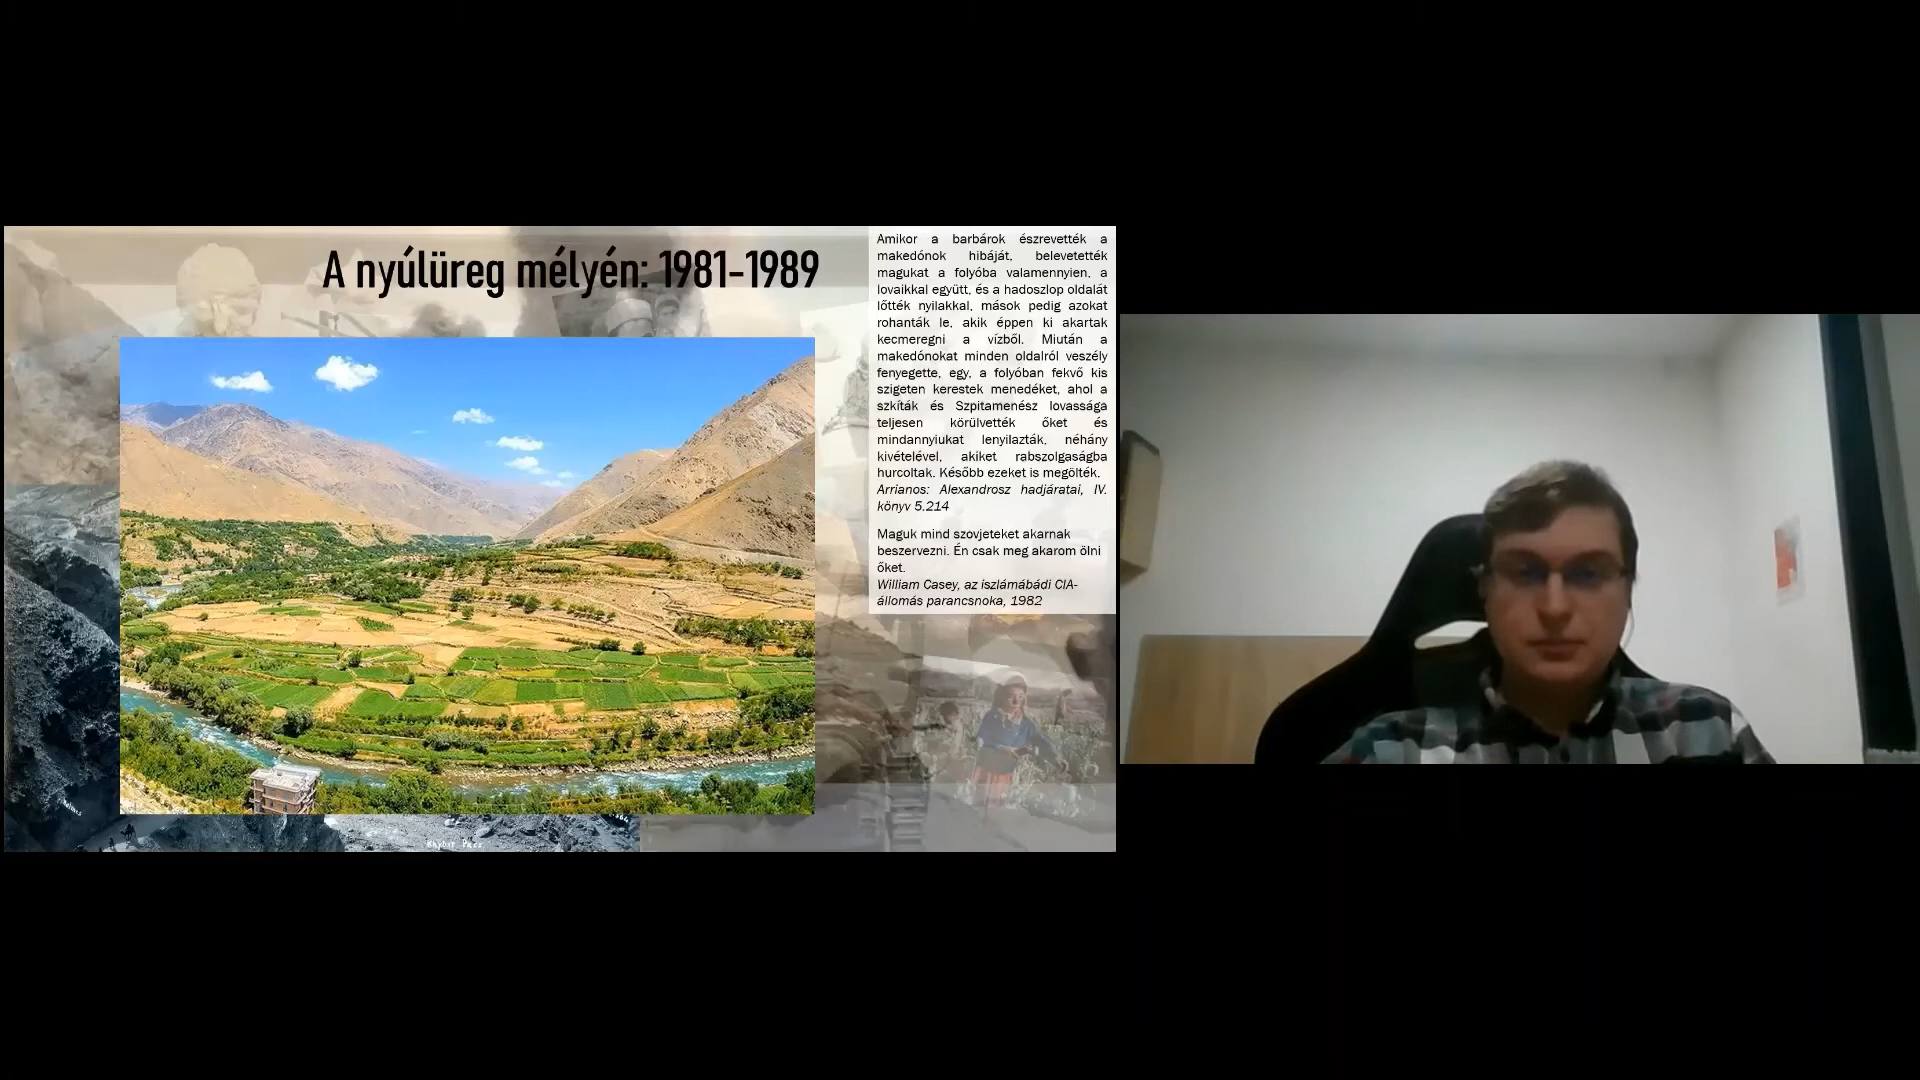 A nyúlüreg mélyén: 1981-1989
Amikor a barbárok észrevették a
makedónok hibáját, belevetették
magukat a folyóba valamennyien, a
lovaikkal együtt, és a hadoszlop oldalát
lőtték nyilakkal, mások pedig azokat
rohanták le, akik éppen ki akartak
kecmeregni a vízből. Miután a
makedónokat minden oldalról veszély
fenyegette, egy, a folyóban fekvő kis
szigeten kerestek menedéket, ahol a
szkíták és Szpitamenész lovassága
teljesen körülvették őket és
mindannyiukat lenyilazták, néhány
kivételével, akiket rabszolgaságba
hurcoltak. Később ezeket is megölték.
Arrianos: Alexandrosz hadjáratai, IV.
könyv 5.214
Maguk mind szovjeteket akarnak
beszervezni. Én csak meg akarom ölni
őket.
William Casey, az iszlámábádi CIA-
állomás parancsnoka, 1982
Khyber Pass